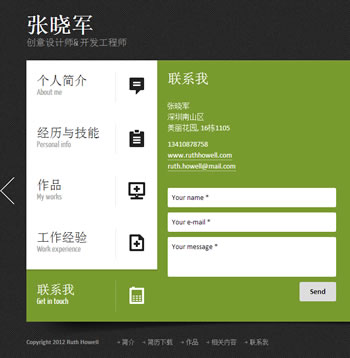 张晓军
创意设计师&开发工程师
个人简介
About me
经历与技能
Personal info
作品
My works
工作经验
Work experience
联系我
Get in touch
联系我
张晓军
深圳南山区
美丽花园, 16栋1105
13410878758
www.ruthhowell.com
ruth.howell@mail.com
Your name *
Your e-mail *
Your message *
Send
Copyright 2012 Ruth Howell
+ 简介 + 简历下载 + 作品 + 相关内容 + 联系我